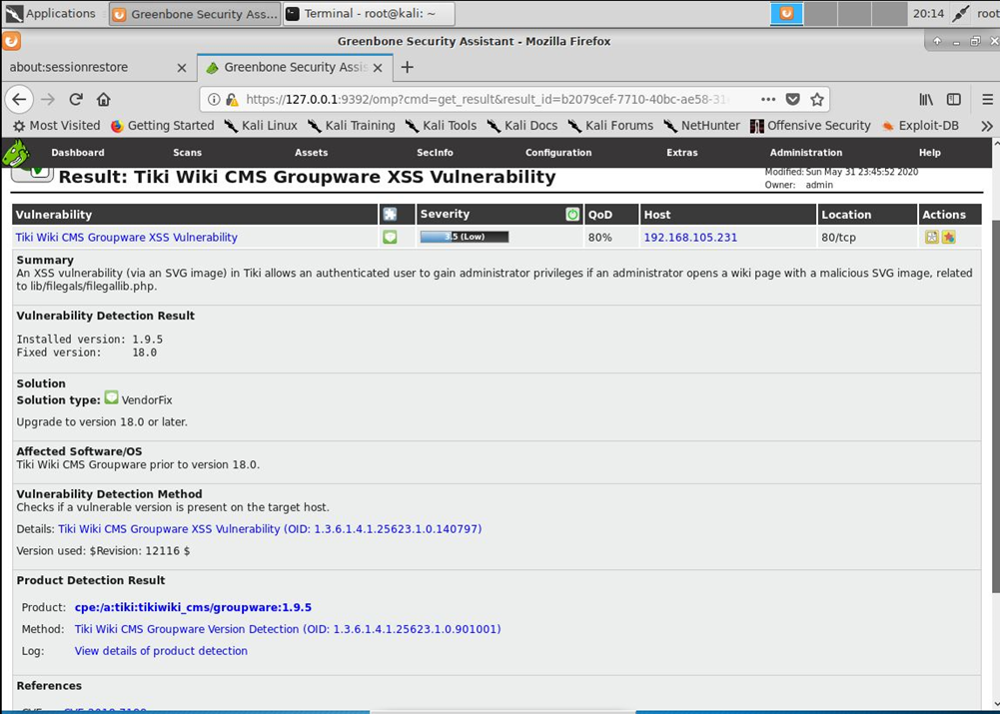 Applications
Greenbone Security Ass...
Terminal - root@kali: ~
20:14
root
Greenbone Security Assistant - Mozilla Firefox
about:sessionrestore
Greenbone Security Assis
https://127.0.0.1:9392/omp?cmd=get_result&result_id=b2079cef-7710-40bc-ae58-31
Most Visited
Getting Started
Kali Linux
Kali Training
Kali Tools
Kali Docs
Kali Forums
NetHunter
Offensive Security
Exploit-DB
Dashboard
Scans
Assets
SecInfo
Configuration
Extras
Administration
Help
Result: Tiki Wiki CMS Groupware XSS Vulnerability
Modified: Sun May 31 23:45:52 2020
Owner: admin
Vulnerability Severity QoD Host Location Actions
Tiki Wiki CMS Groupware XSS Vulnerability 3.5 (Low) 80% 192.168.105.231 80/tcp
Summary
An XSS vulnerability (via an SVG image) in Tiki allows an authenticated user to gain administrator privileges if an administrator opens a wiki page with a malicious SVG image, related
to lib/filegals/filegallib.php.
Vulnerability Detection Result
Installed version: 1.9.5
Fixed version: 18.0
Solution
Solution type: VendorFix
Upgrade to version 18.0 or later.
Affected Software/OS
Tiki Wiki CMS Groupware prior to version 18.0.
Vulnerability Detection Method
Checks if a vulnerable version is present on the target host.
Details: Tiki Wiki CMS Groupware XSS Vulnerability (OID: 1.3.6.1.4.1.25623.1.0.140797)
Version used: $Revision: 12116 $
Product Detection Result
Product: cpe:/a:tiki:tikiwiki_cms/groupware:1.9.5
Method: Tiki Wiki CMS Groupware Version Detection (OID: 1.3.6.1.4.1.25623.1.0.901001)
Log: View details of product detection
References